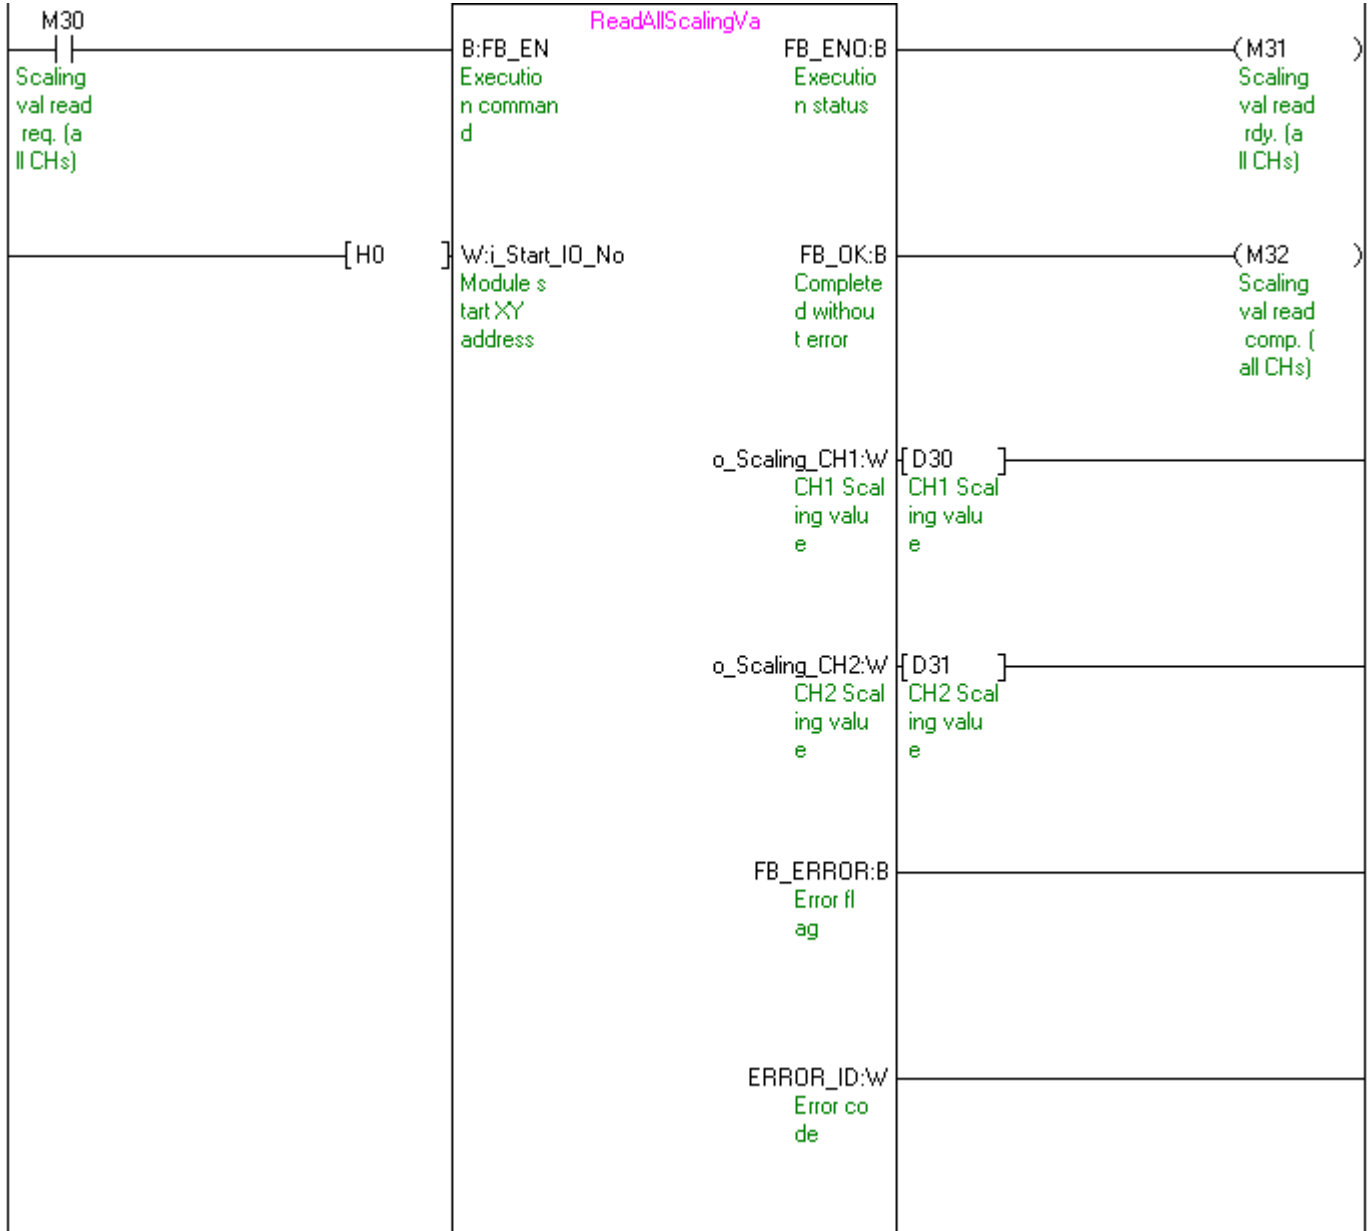 M30
ReadAllScalingVa
B:FB_EN
FB_ENO:B
M31
Scaling
val read
req. (a
ll CHs)
Executio
n comman
d
Executio
n status
Scaling
val read
rdy. (a
ll CHs)
H0
W:i_Start_IO_No
FB_OK:B
M32
Module s
tart XY
address
Complete
d withou
t error
Scaling
val read
comp. (
all CHs)
o_Scaling_CH1:W
D30
CH1 Scal
ing valu
e
CH1 Scal
ing valu
e
o_Scaling_CH2:W
D31
CH2 Scal
ing valu
e
CH2 Scal
ing valu
e
FB_ERROR:B
Error fl
ag
ERROR_ID:W
Error co
de